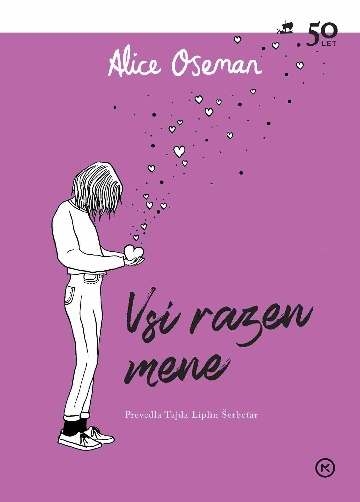 50
LET
Alice Oseman
Vsi razen
mene
Prevedla Tajda Liplin Šerbetar
M